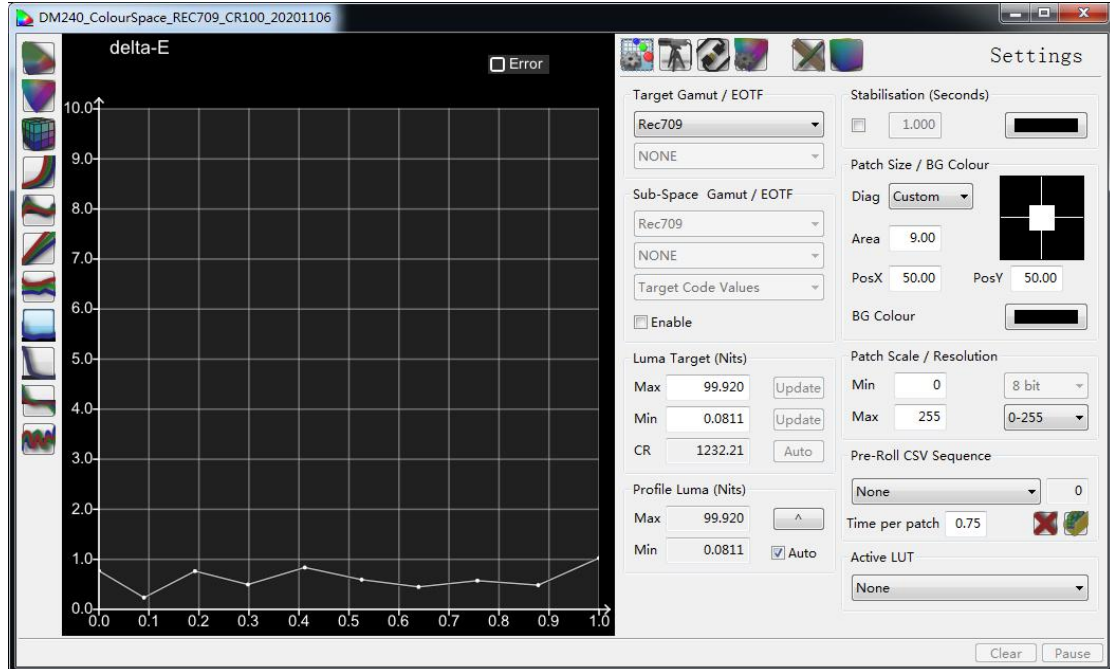 DM240_ColourSpace_REC709_CR100_20201106
delta-E
Error
10.0
9.0
8.0
7.0
6.0
5.0
4.0
3.0
2.0
1.0
0.0
0.0 0.1 0.2 0.3 0.4 0.5 0.6 0.7 0.8 0.9 1.0
Settings
Target Gamut / EOTF
Rec709
NONE
Sub-Space Gamut / EOTF
Rec709
NONE
Target Code Values
Enable
Luma Target (Nits)
Max 99.920 Update
Min 0.0811 Update
CR 1232.21 Auto
Profile Luma (Nits)
Max 99.920 ^
Min 0.0811 Auto
Stabilisation (Seconds)
1.000
Patch Size / BG Colour
Diag Custom
Area 9.00
PosX 50.00 PosY 50.00
BG Colour
Patch Scale / Resolution
Min 0 8 bit
Max 255 0-255
Pre-Roll CSV Sequence
None 0
Time per patch 0.75
Active LUT
None
Clear Pause